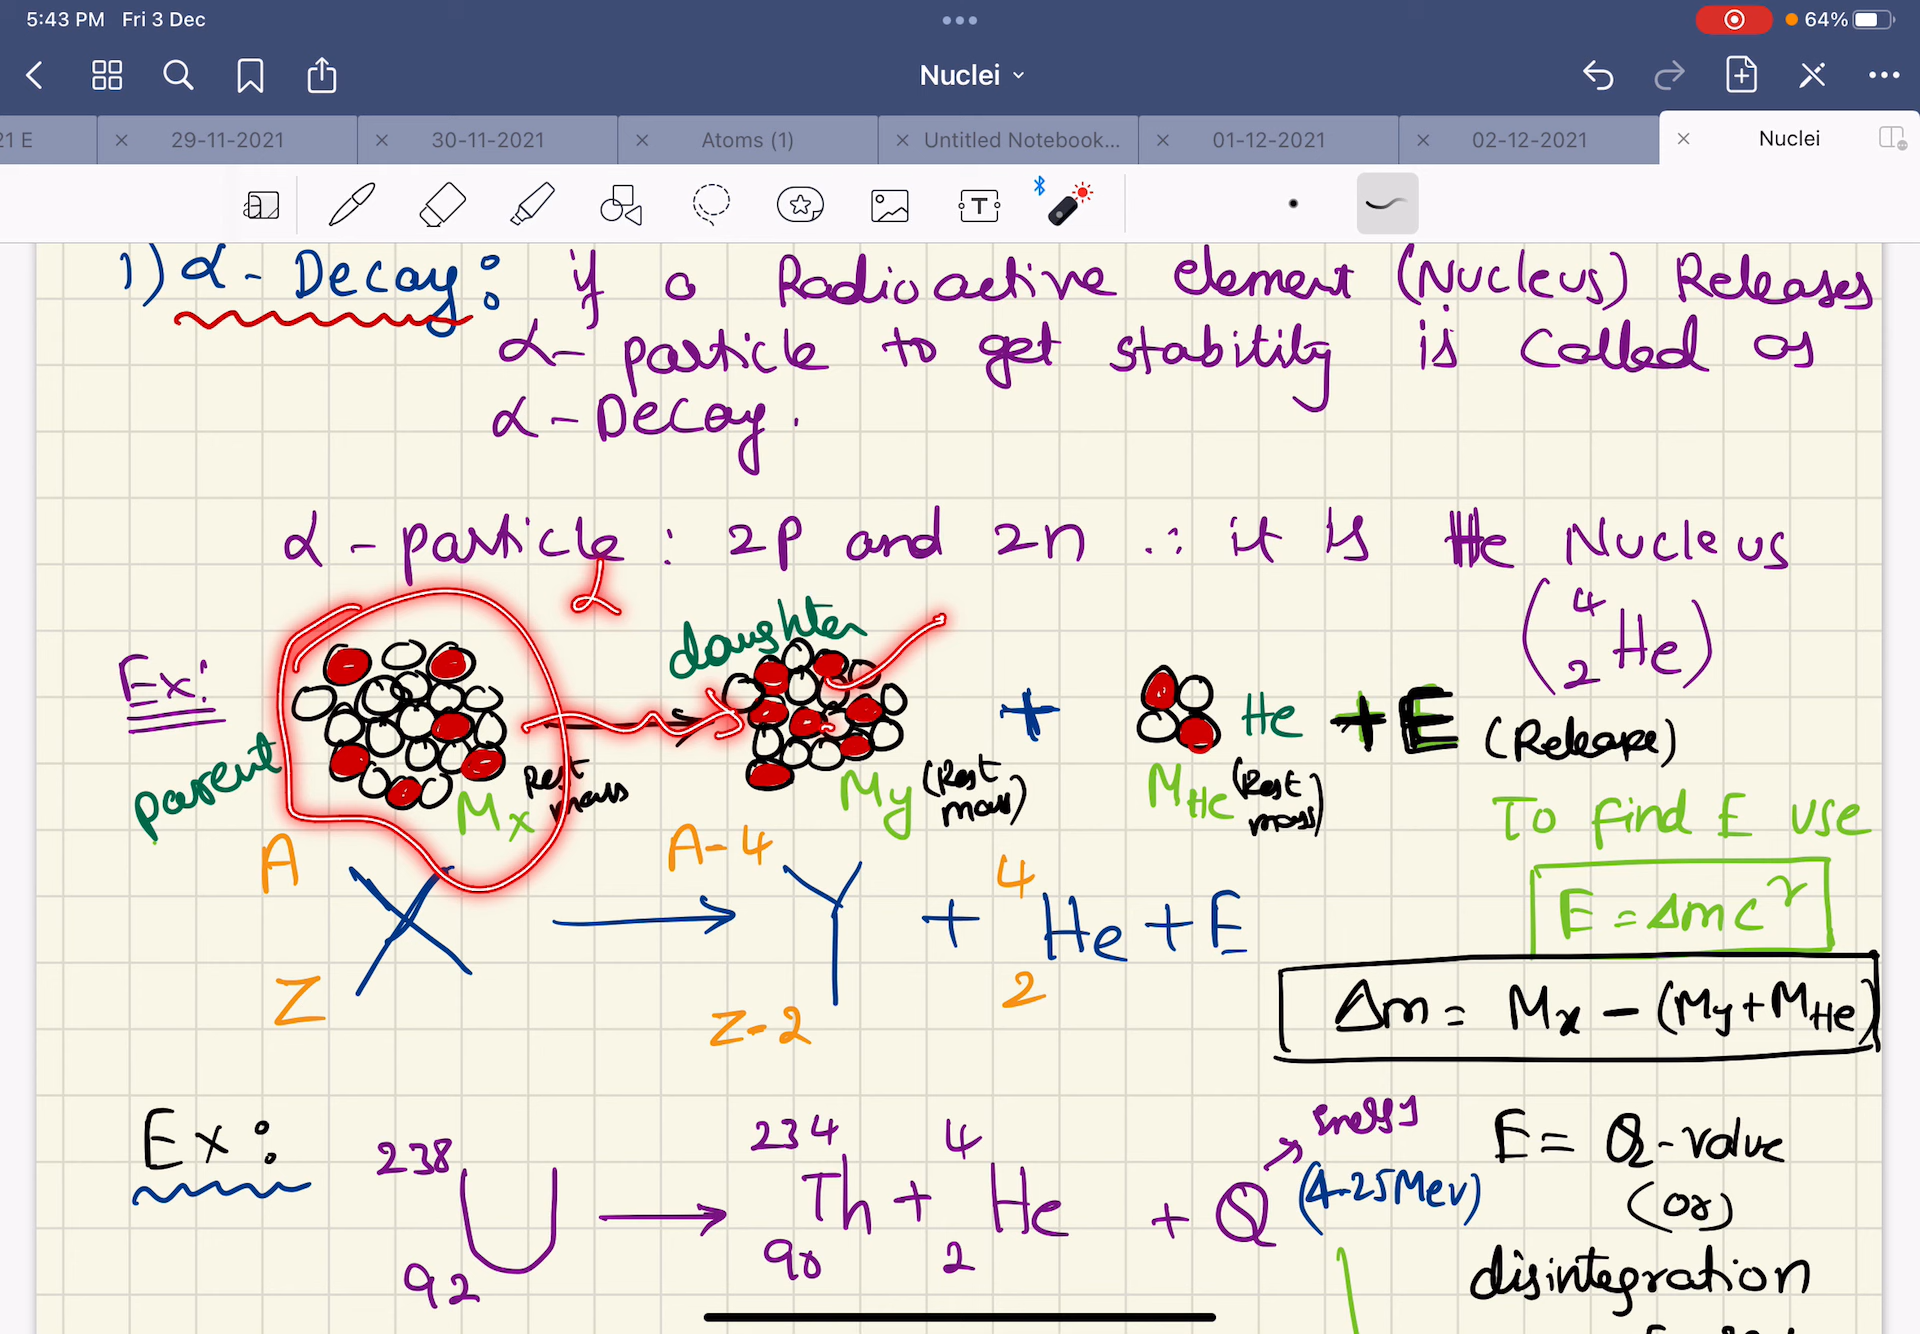 5:43 PM Fri 3 Dec
64%
Nuclei
21 E
29-11-2021
30-11-2021
Atoms (1)
Untitled Notebook...
01-12-2021
02-12-2021
Nuclei
1) α - Decay: if a Radioactive element (Nucleus) Releases
α- particle to get stability is called as
α - Decay.
α - particle : 2p and 2n ∴ it is He Nucleus
(⁴₂He)
α
Ex:
parent
daughter
+
He
+ E (Release)
Mx Rest mass
My (Rest mass)
MHe (Rest mass)
To find E use
E = Δmc²
A X Z → A-4 Y Z-2 + 4 He 2 + E
Δm = Mx - (My + MHe)
Ex:
238 U 92 → 234 Th 90 + 4 He 2 + Q
(4.25 Mev)
E = Q-value
(or)
disintegration